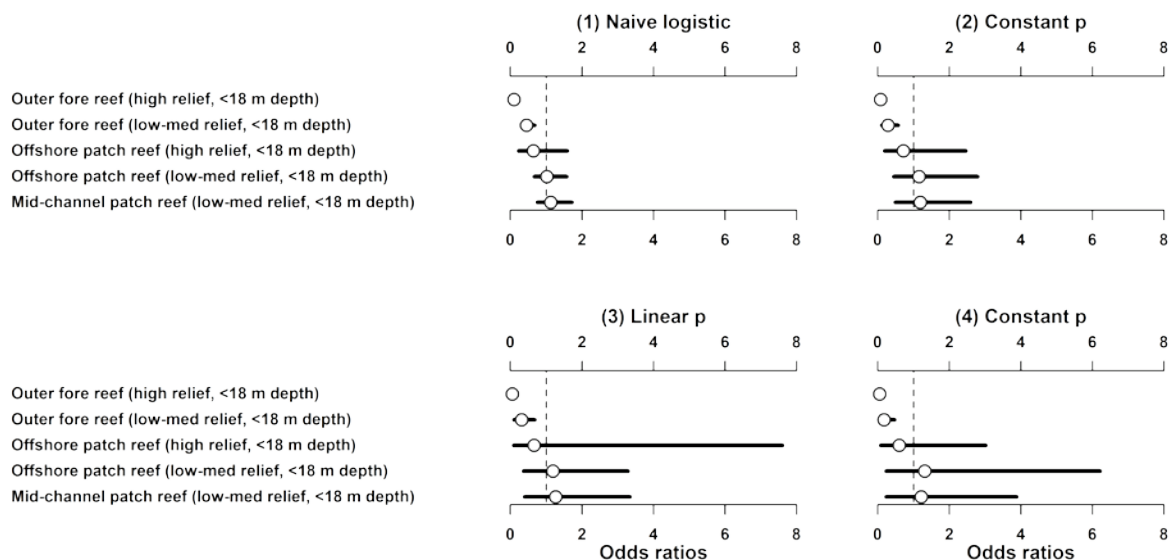 (1) Naive logistic (2) Constant p
0 2 4 6 8 0 2 4 6 8
Outer fore reef (high relief, <18 m depth)
Outer fore reef (low-med relief, <18 m depth)
Offshore patch reef (high relief, <18 m depth)
Offshore patch reef (low-med relief, <18 m depth)
Mid-channel patch reef (low-med relief, <18 m depth)
0 2 4 6 8 0 2 4 6 8
(3) Linear p (4) Constant p
0 2 4 6 8 0 2 4 6 8
Outer fore reef (high relief, <18 m depth)
Outer fore reef (low-med relief, <18 m depth)
Offshore patch reef (high relief, <18 m depth)
Offshore patch reef (low-med relief, <18 m depth)
Mid-channel patch reef (low-med relief, <18 m depth)
0 2 4 6 8 0 2 4 6 8
Odds ratios Odds ratios